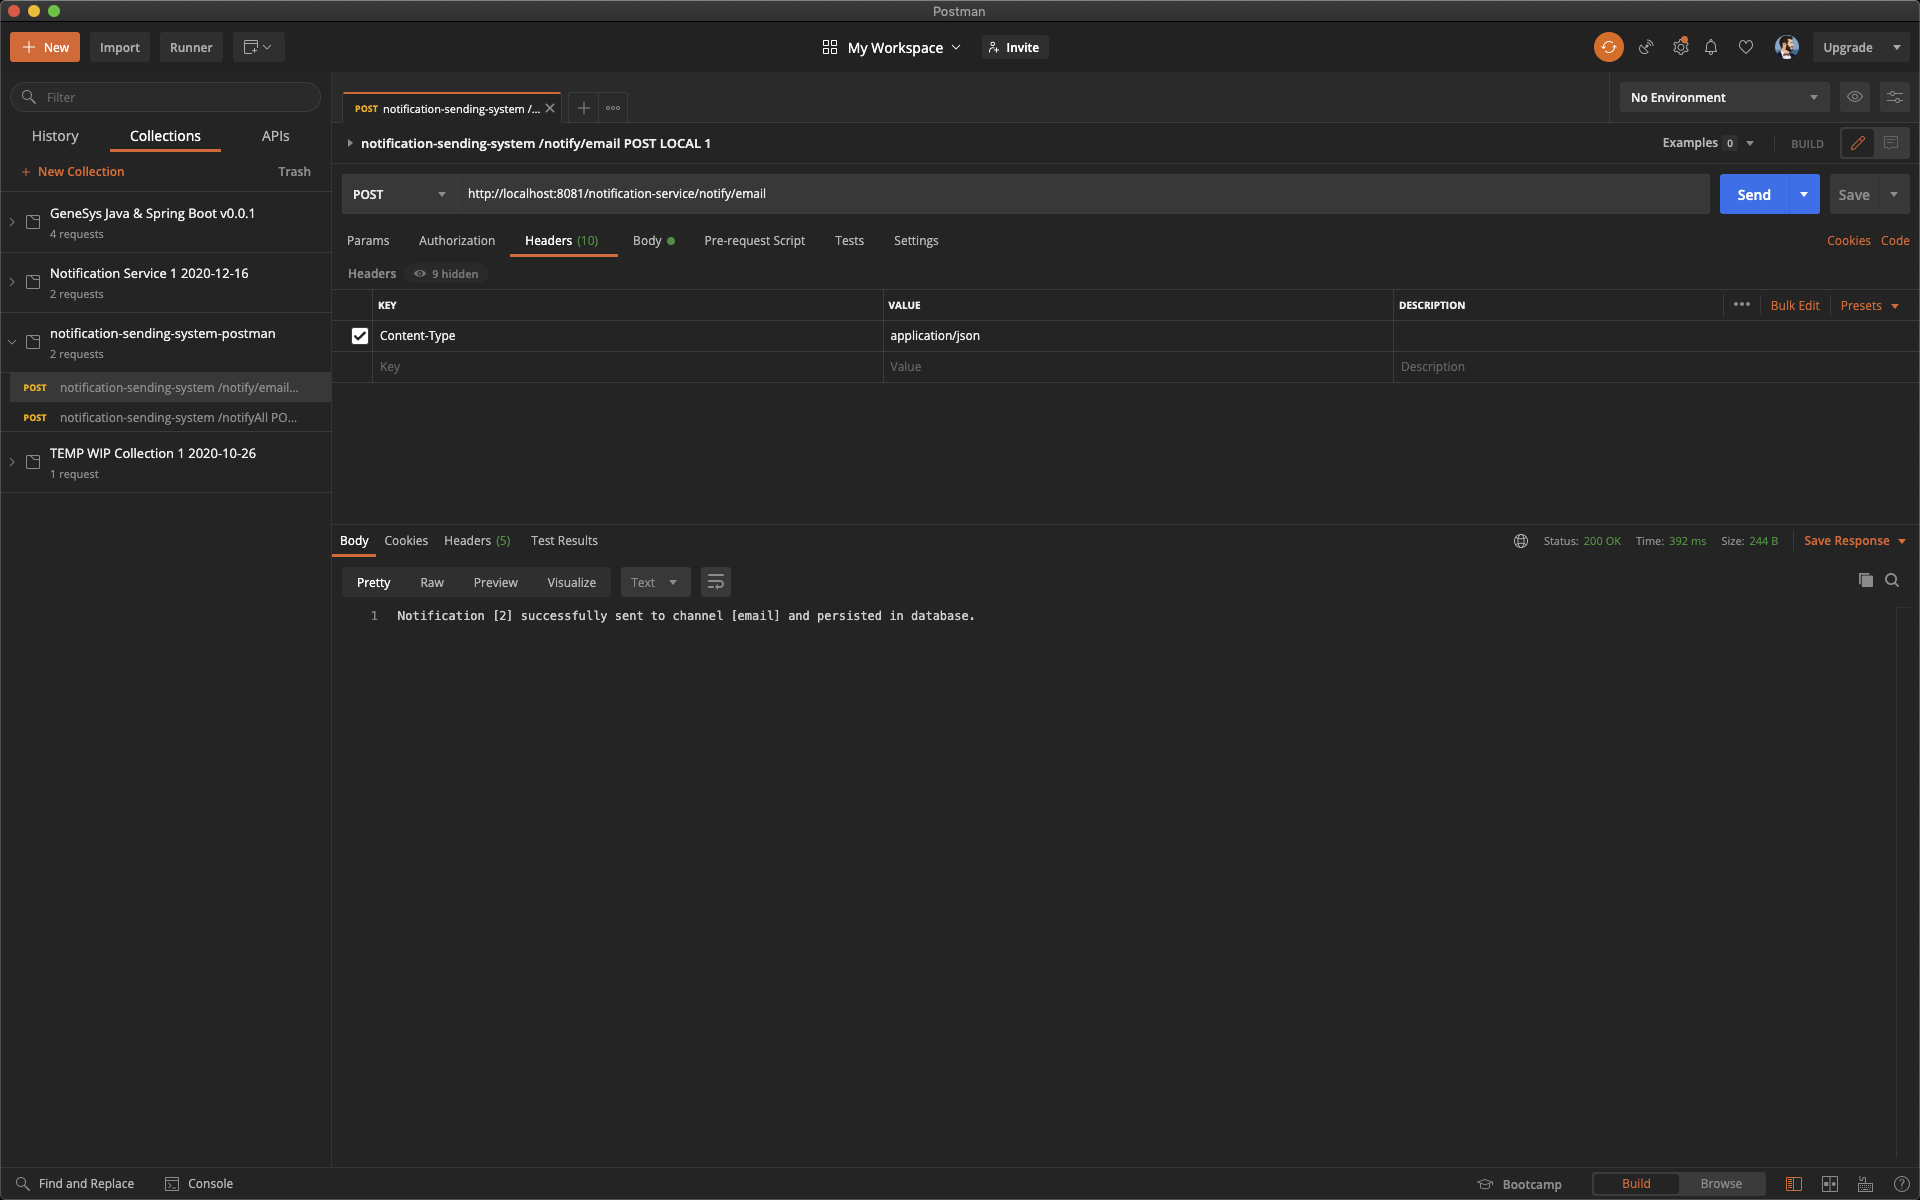 Postman
New
Import
Runner
My Workspace
Invite
Upgrade
Filter
History
Collections
APIs
+ New Collection
Trash
GeneSys Java & Spring Boot v0.0.1
4 requests
Notification Service 1 2020-12-16
2 requests
notification-sending-system-postman
2 requests
POST notification-sending-system /notify/email...
POST notification-sending-system /notifyAll PO...
TEMP WIP Collection 1 2020-10-26
1 request
POST notification-sending-system /...
No Environment
notification-sending-system /notify/email POST LOCAL 1
Examples 0
BUILD
POST
http://localhost:8081/notification-service/notify/email
Send
Save
Params
Authorization
Headers (10)
Body
Pre-request Script
Tests
Settings
Cookies
Code
Headers
9 hidden
KEY
VALUE
DESCRIPTION
Bulk Edit
Presets
Content-Type
application/json
Key
Value
Description
Body
Cookies
Headers (5)
Test Results
Status: 200 OK
Time: 392 ms
Size: 244 B
Save Response
Pretty
Raw
Preview
Visualize
Text
1 Notification [2] successfully sent to channel [email] and persisted in database.
Find and Replace
Console
Bootcamp
Build
Browse